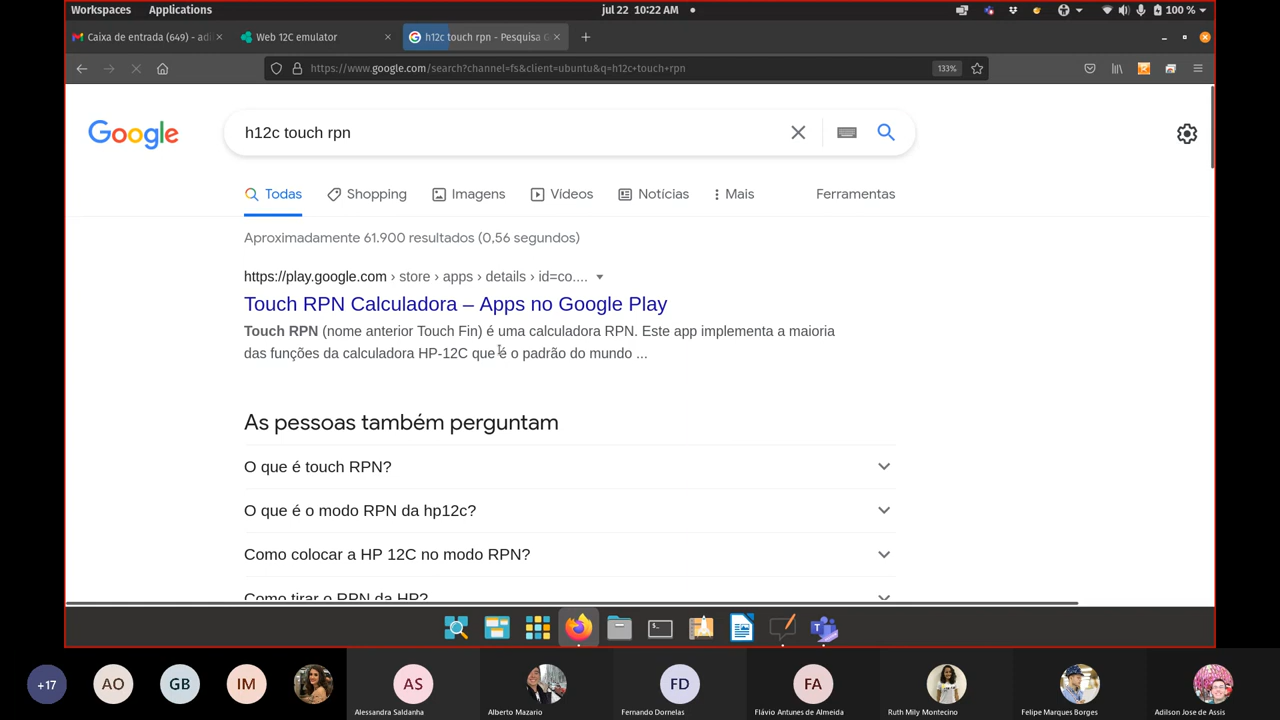 Workspaces Applications jul 22 10:22 AM 100 %
Caixa de entrada (649) - adi Web 12C emulator h12c touch rpn - Pesquisa G
https://www.google.com/search?channel=fs&client=ubuntu&q=h12c+touch+rpn 133%
Google h12c touch rpn
Todas Shopping Imagens Vídeos Notícias Mais Ferramentas
Aproximadamente 61.900 resultados (0,56 segundos)
https://play.google.com › store › apps › details › id=co....
Touch RPN Calculadora – Apps no Google Play
Touch RPN (nome anterior Touch Fin) é uma calculadora RPN. Este app implementa a maioria
das funções da calculadora HP-12C que é o padrão do mundo ...
As pessoas também perguntam
O que é touch RPN?
O que é o modo RPN da hp12c?
Como colocar a HP 12C no modo RPN?
Como tirar o RPN da HP?
+17 AO GB IM AS FD FA
Alessandra Saldanha Alberto Mazario Fernando Dornelas Flávio Antunes de Almeida Ruth Mily Montecino Felipe Marques Borges Adilson Jose de Assis